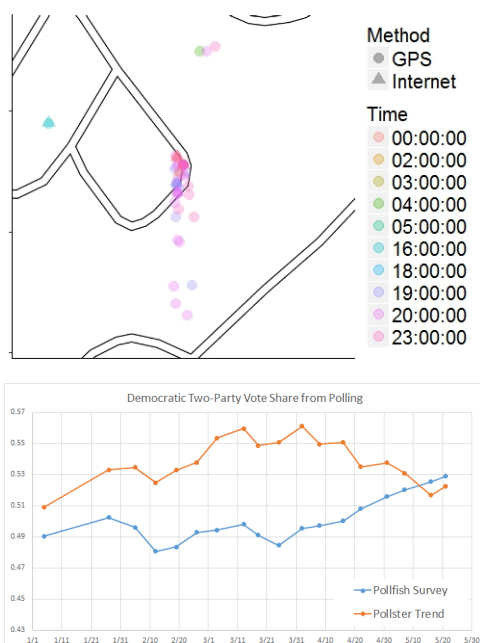 Method
GPS
Internet
Time
00:00:00
02:00:00
03:00:00
04:00:00
05:00:00
16:00:00
18:00:00
19:00:00
20:00:00
23:00:00
Democratic Two-Party Vote Share from Polling
0.57
0.55
0.53
0.51
0.49
0.47
0.45
0.43
Pollfish Survey
Pollster Trend
1/1 1/11 1/21 1/31 2/10 2/20 3/1 3/11 3/21 3/31 4/10 4/20 4/30 5/10 5/20 5/30